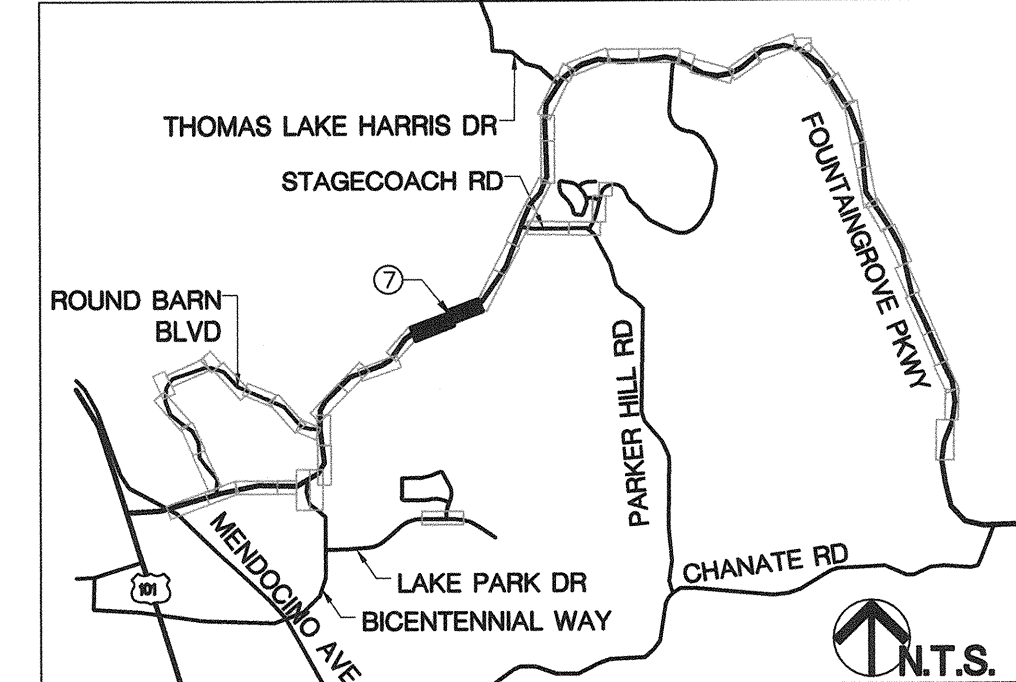 THOMAS LAKE HARRIS DR
STAGECOACH RD
FOUNTAINGROVE PKWY
7
ROUND BARN
BLVD
PARKER HILL RD
MENDOCINO AVE
101
LAKE PARK DR
BICENTENNIAL WAY
CHANATE RD
N.T.S.